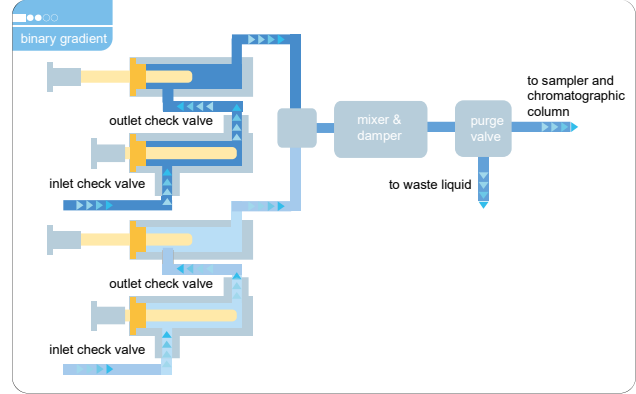 binary gradient
outlet check valve
inlet check valve
outlet check valve
inlet check valve
mixer &
damper
purge
valve
to sampler and
chromatographic
column
to waste liquid